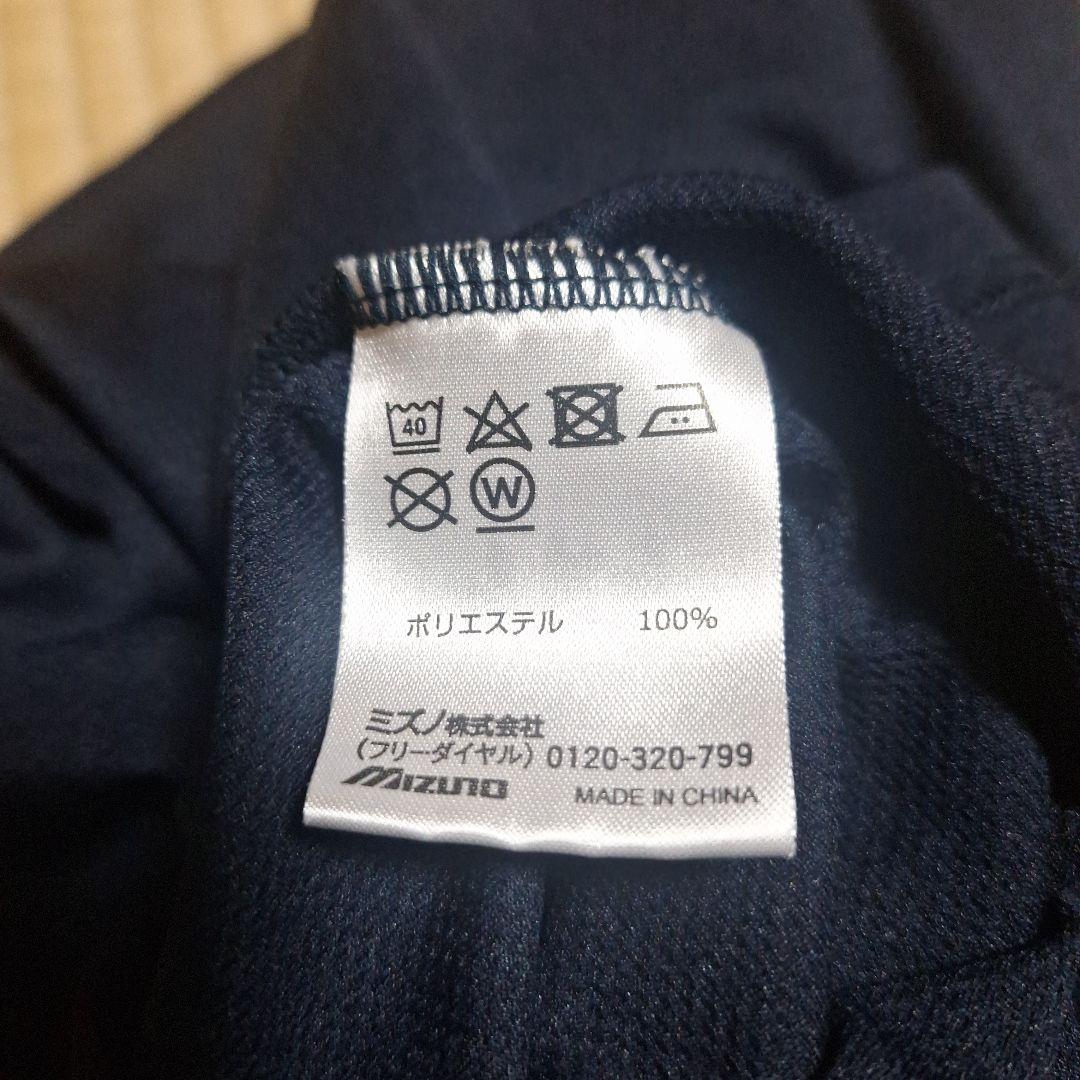 40
W
ポリエステル 100%
ミズノ株式会社
(フリーダイヤル) 0120-320-799
MIZUNO MADE IN CHINA